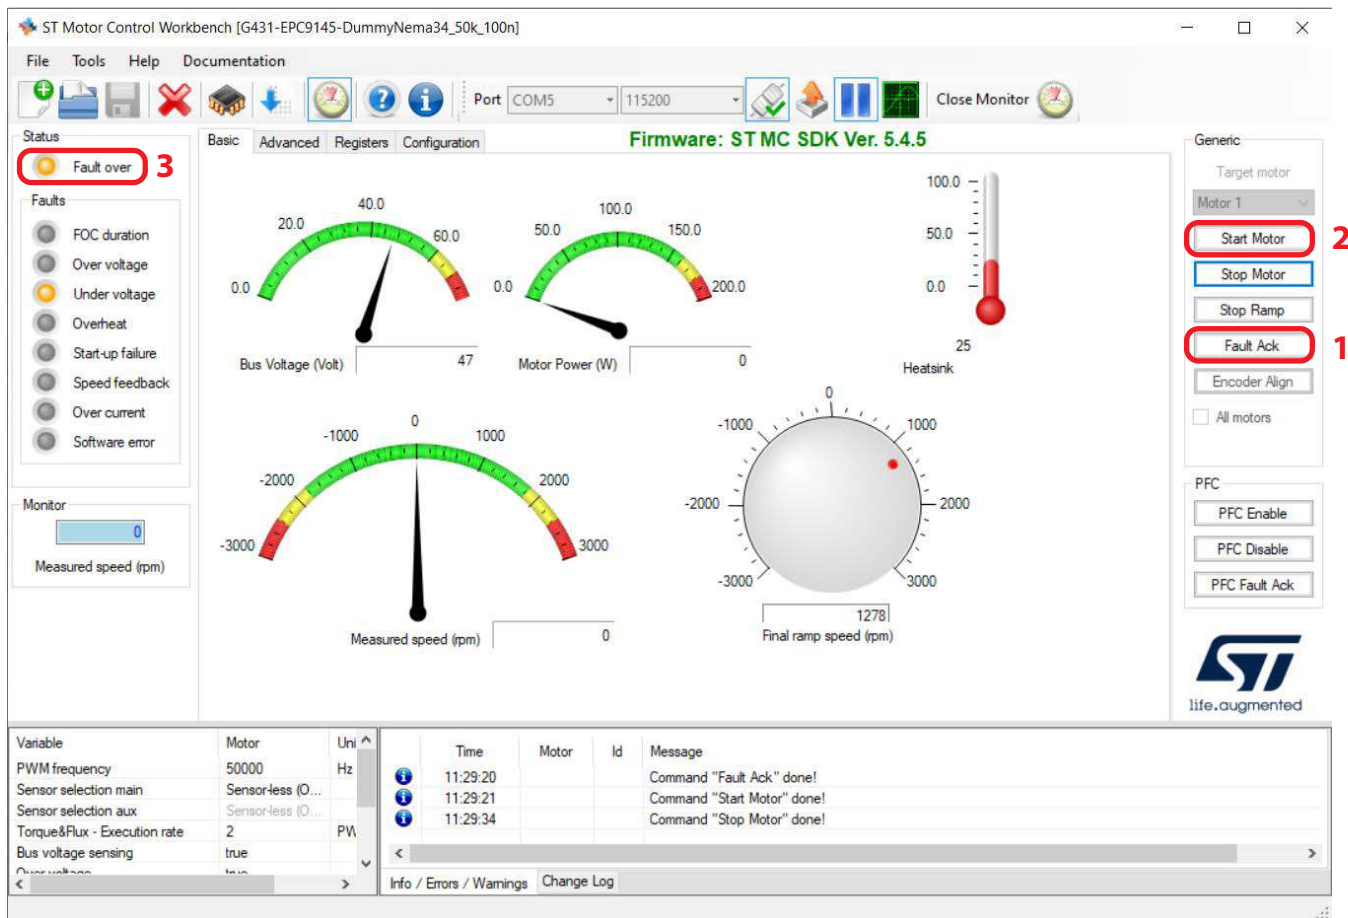 ST Motor Control Workbench [G431-EPC9145-DummyNema34_50k_100n]
File Tools Help Documentation
Port COM5 115200 Close Monitor
Status
Fault over 3
Faults
FOC duration
Over voltage
Under voltage
Overheat
Start-up failure
Speed feedback
Over current
Software error
Monitor
0
Measured speed (rpm)
Basic Advanced Registers Configuration
Firmware: ST MC SDK Ver. 5.4.5
0.0 20.0 40.0 60.0
Bus Voltage (Volt) 47
0.0 50.0 100.0 150.0 200.0
Motor Power (W) 0
100.0
50.0
0.0
25
Heatsink
-3000 -2000 -1000 0 1000 2000 3000
Measured speed (rpm) 0
-3000 -2000 -1000 0 1000 2000 3000
1278
Final ramp speed (rpm)
Generic
Target motor
Motor 1
Start Motor 2
Stop Motor
Stop Ramp
Fault Ack 1
Encoder Align
All motors
PFC
PFC Enable
PFC Disable
PFC Fault Ack
ST
life.augmented
Variable Motor Uni
PWM frequency 50000 Hz
Sensor selection main Sensor-less (O...
Sensor selection aux Sensor-less (O...
Torque&Flux - Execution rate 2 PW
Bus voltage sensing true
Over voltage true
Time Motor Id Message
11:29:20 Command "Fault Ack" done!
11:29:21 Command "Start Motor" done!
11:29:34 Command "Stop Motor" done!
Info / Errors / Warnings Change Log